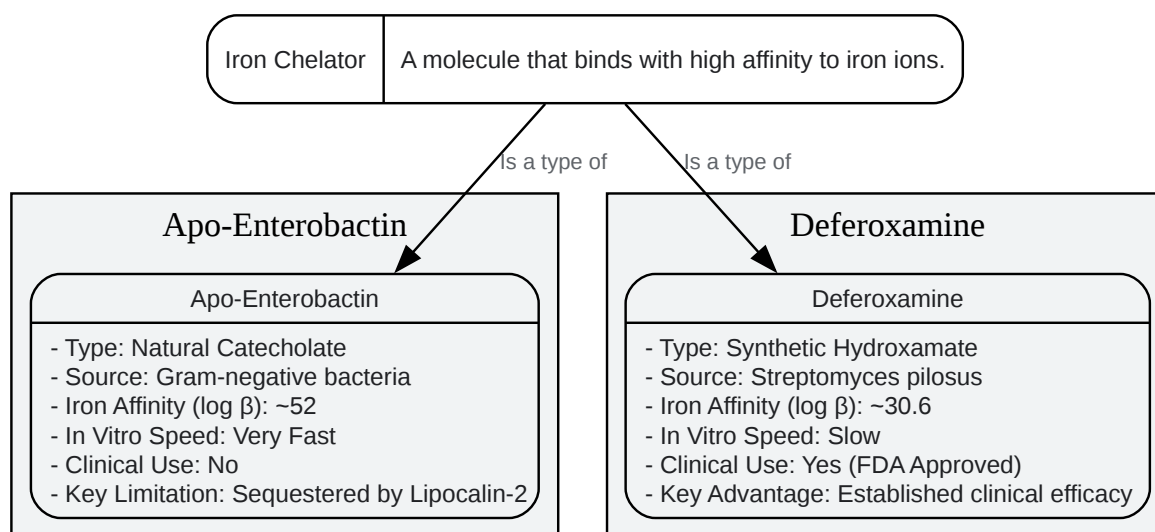 Iron Chelator
A molecule that binds with high affinity to iron ions.
Is a type of
Is a type of
Apo-Enterobactin
Apo-Enterobactin
- Type: Natural Catecholate
- Source: Gram-negative bacteria
- Iron Affinity (log β): ~52
- In Vitro Speed: Very Fast
- Clinical Use: No
- Key Limitation: Sequestered by Lipocalin-2
Deferoxamine
Deferoxamine
- Type: Synthetic Hydroxamate
- Source: Streptomyces pilosus
- Iron Affinity (log β): ~30.6
- In Vitro Speed: Slow
- Clinical Use: Yes (FDA Approved)
- Key Advantage: Established clinical efficacy